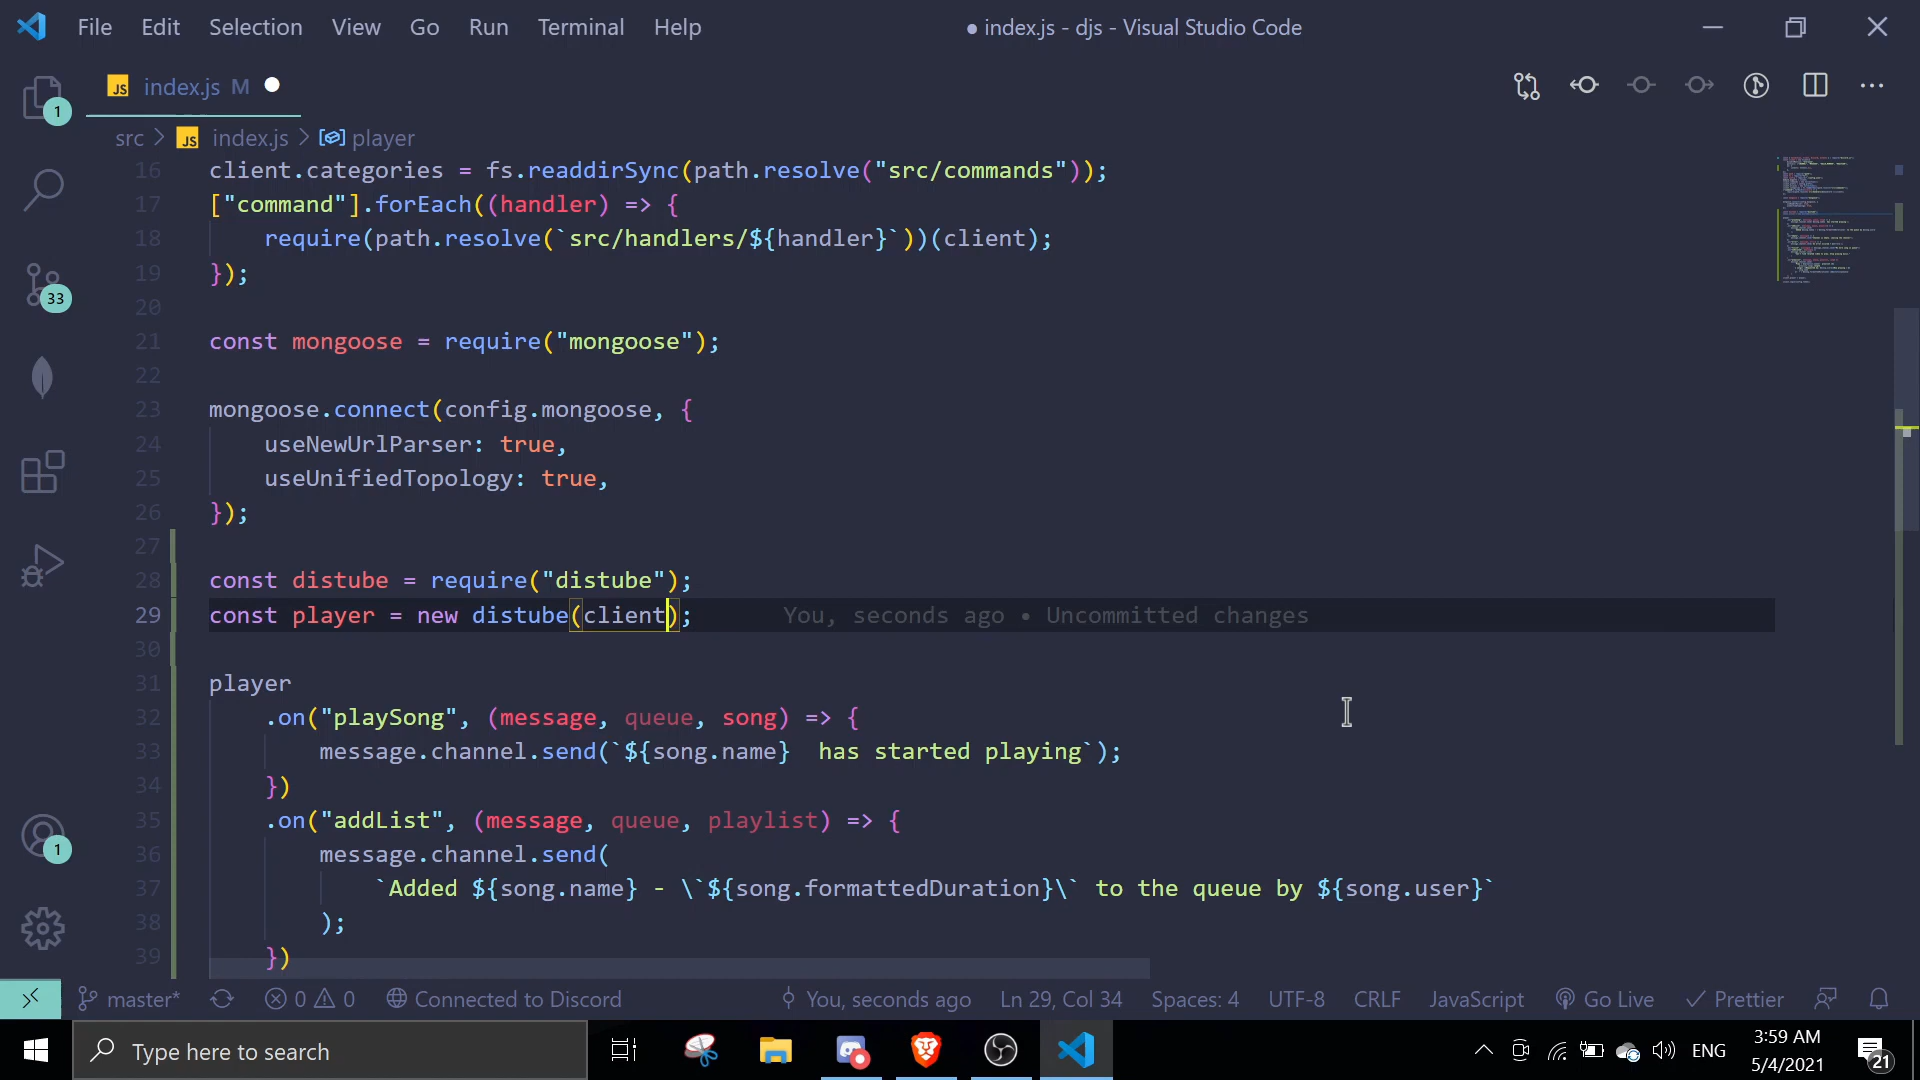 File Edit Selection View Go Run Terminal Help ● index.js - djs - Visual Studio Code
JS index.js M ●
1
src > JS index.js > player
16 client.categories = fs.readdirSync(path.resolve("src/commands"));
17 ["command"].forEach((handler) => {
18 require(path.resolve(`src/handlers/${handler}`))(client);
19 });
20
21 const mongoose = require("mongoose");
22
23 mongoose.connect(config.mongoose, {
24 useNewUrlParser: true,
25 useUnifiedTopology: true,
26 });
27
28 const distube = require("distube");
29 const player = new distube(client); You, seconds ago • Uncommitted changes
30
31 player
32 .on("playSong", (message, queue, song) => {
33 message.channel.send(`${song.name}  has started playing`);
34 })
35 .on("addList", (message, queue, playlist) => {
36 message.channel.send(
37 `Added ${song.name} - \`${song.formattedDuration}\` to the queue by ${song.user}`
38 );
39 })
33
1
master* 0 0 Connected to Discord You, seconds ago Ln 29, Col 34 Spaces: 4 UTF-8 CRLF JavaScript Go Live Prettier
Type here to search
ENG
3:59 AM
5/4/2021
21